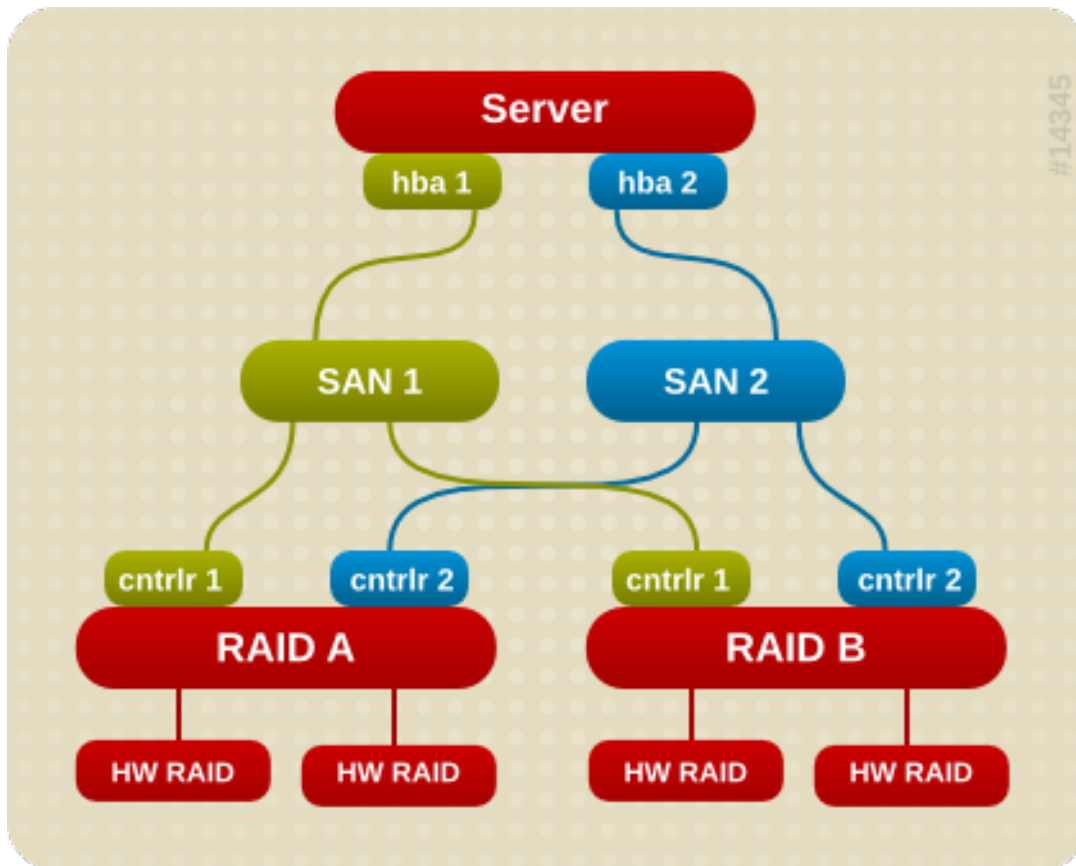 Server
#14345
hba 1
hba 2
SAN 1
SAN 2
cntrlr 1
cntrlr 2
cntrlr 1
cntrlr 2
RAID A
RAID B
HW RAID
HW RAID
HW RAID
HW RAID